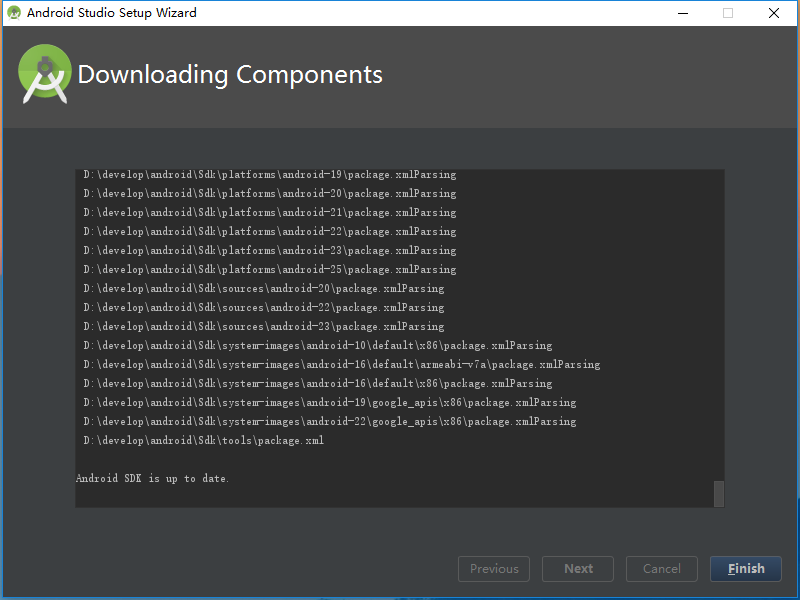 Android Studio Setup Wizard
Downloading Components
D:\develop\android\Sdk\platforms\android-19\package.xmlParsing
D:\develop\android\Sdk\platforms\android-20\package.xmlParsing
D:\develop\android\Sdk\platforms\android-21\package.xmlParsing
D:\develop\android\Sdk\platforms\android-22\package.xmlParsing
D:\develop\android\Sdk\platforms\android-23\package.xmlParsing
D:\develop\android\Sdk\platforms\android-25\package.xmlParsing
D:\develop\android\Sdk\sources\android-20\package.xmlParsing
D:\develop\android\Sdk\sources\android-22\package.xmlParsing
D:\develop\android\Sdk\sources\android-23\package.xmlParsing
D:\develop\android\Sdk\system-images\android-10\default\x86\package.xmlParsing
D:\develop\android\Sdk\system-images\android-16\default\armeabi-v7a\package.xmlParsing
D:\develop\android\Sdk\system-images\android-16\default\x86\package.xmlParsing
D:\develop\android\Sdk\system-images\android-19\google_apis\x86\package.xmlParsing
D:\develop\android\Sdk\system-images\android-22\google_apis\x86\package.xmlParsing
D:\develop\android\Sdk\tools\package.xml
Android SDK is up to date.
Previous Next Cancel Finish